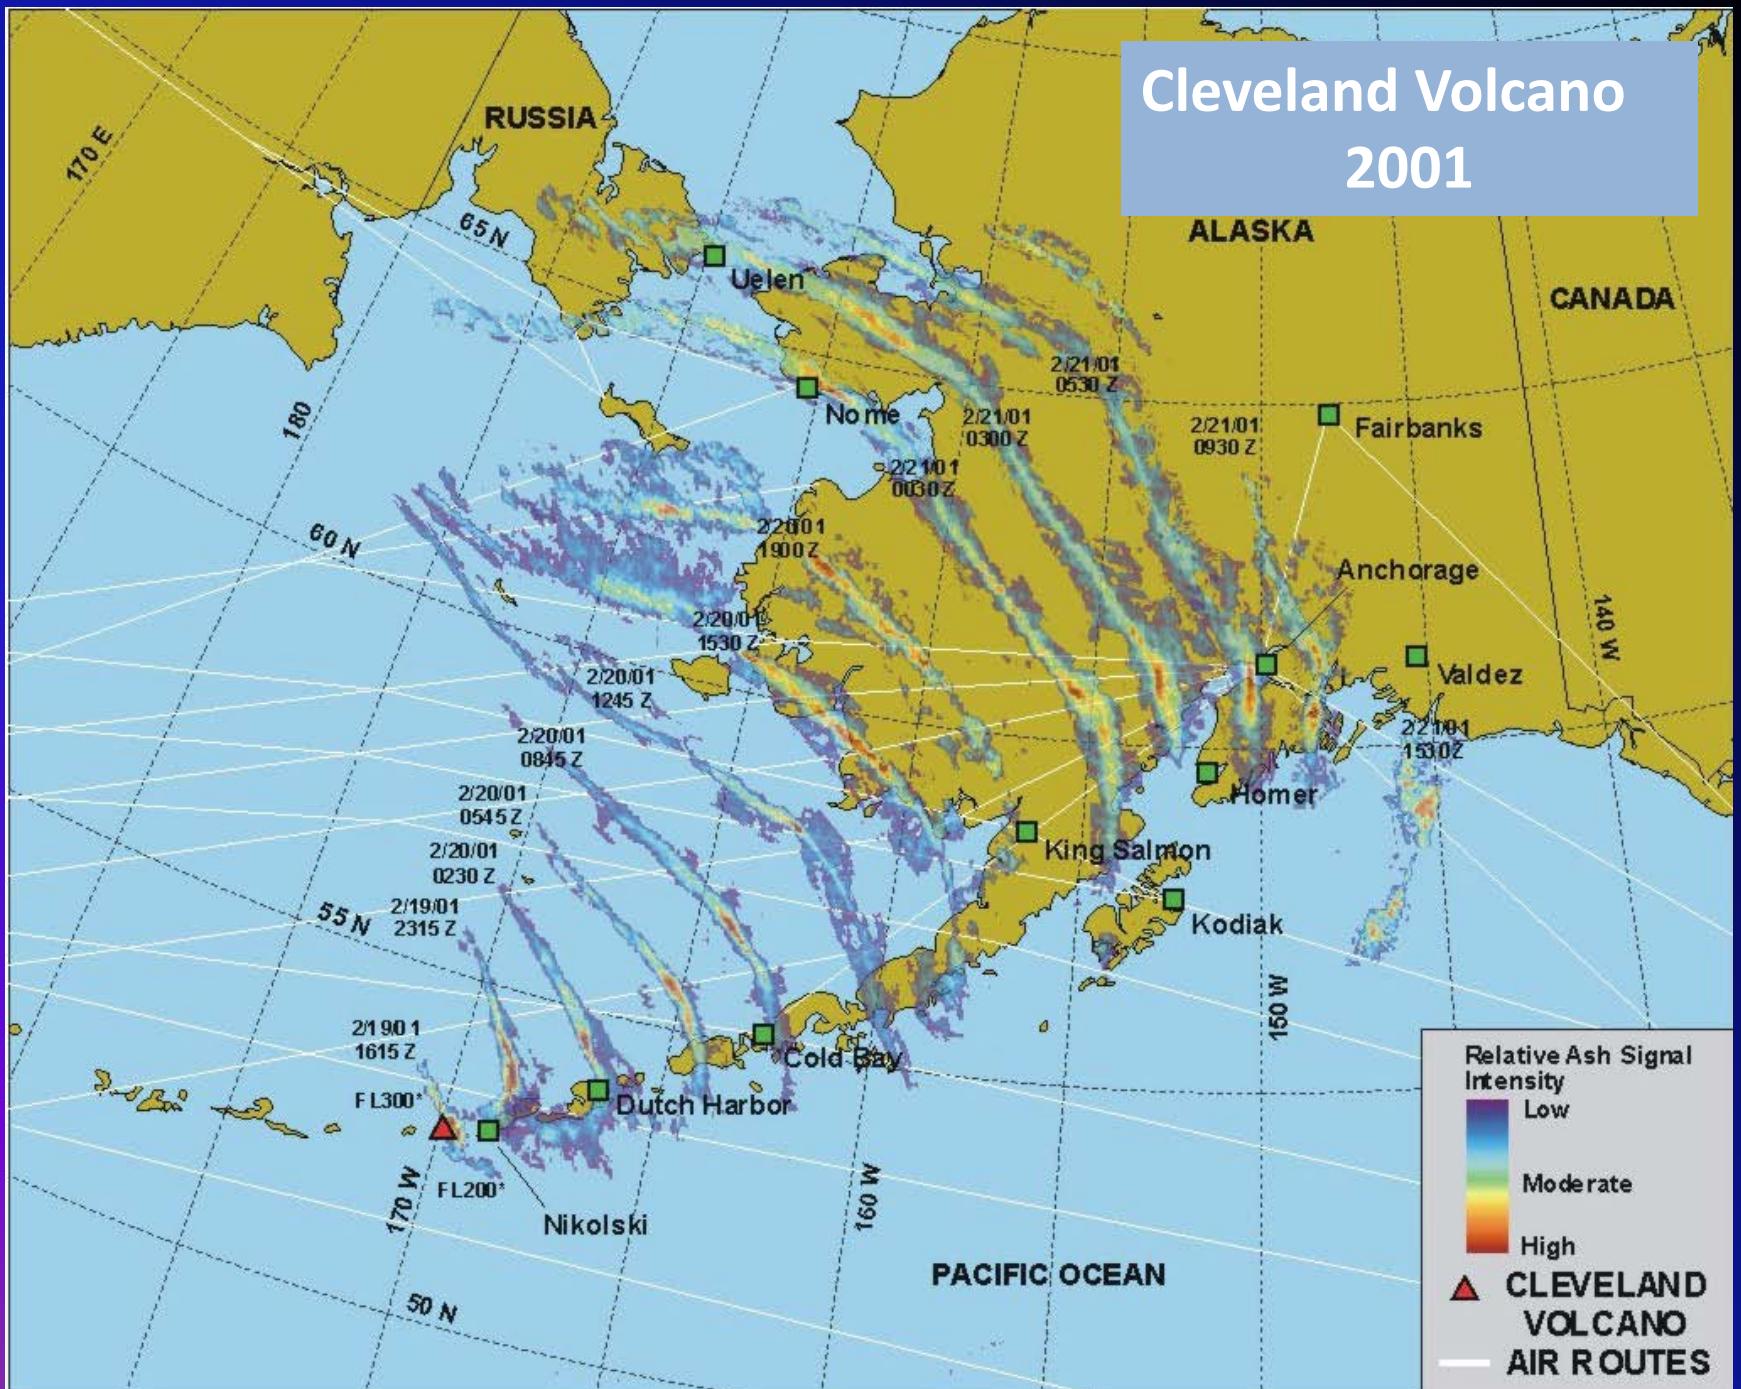 Cleveland Volcano
2001
RUSSIA
ALASKA
CANADA
170 E
65 N
180
60 N
55 N
50 N
170 W
160 W
150 W
140 W
Uelen
Nome
Fairbanks
Anchorage
Valdez
Homer
King Salmon
Kodiak
Cold Bay
Dutch Harbor
Nikolski
PACIFIC OCEAN
2/21/01
0530 Z
2/21/01
0300 Z
2/21/01
0930 Z
2/21/01
0030 Z
2/20/01
1900 Z
2/20/01
1530 Z
2/20/01
1245 Z
2/20/01
0845 Z
2/20/01
0545 Z
2/20/01
0230 Z
2/19/01
2315 Z
2/19/01
1615 Z
2/21/01
1530 Z
FL300*
FL200*
Relative Ash Signal
Intensity
Low
Moderate
High
CLEVELAND
VOLCANO
AIR ROUTES